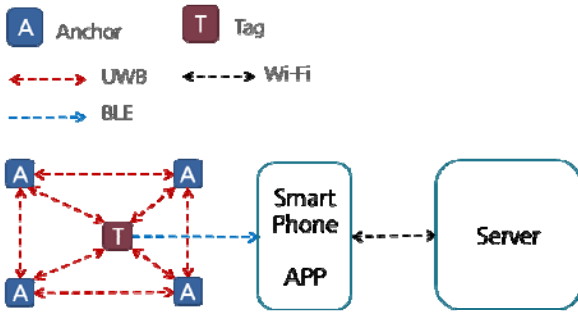 A Anchor T Tag
UWB Wi-Fi
BLE
A A
T
A A
Smart
Phone
APP
Server